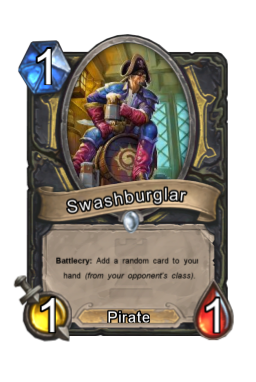 1
Swashburglar
Battlecry: Add a random card to your
hand (from your opponent's class).
1
Pirate
1